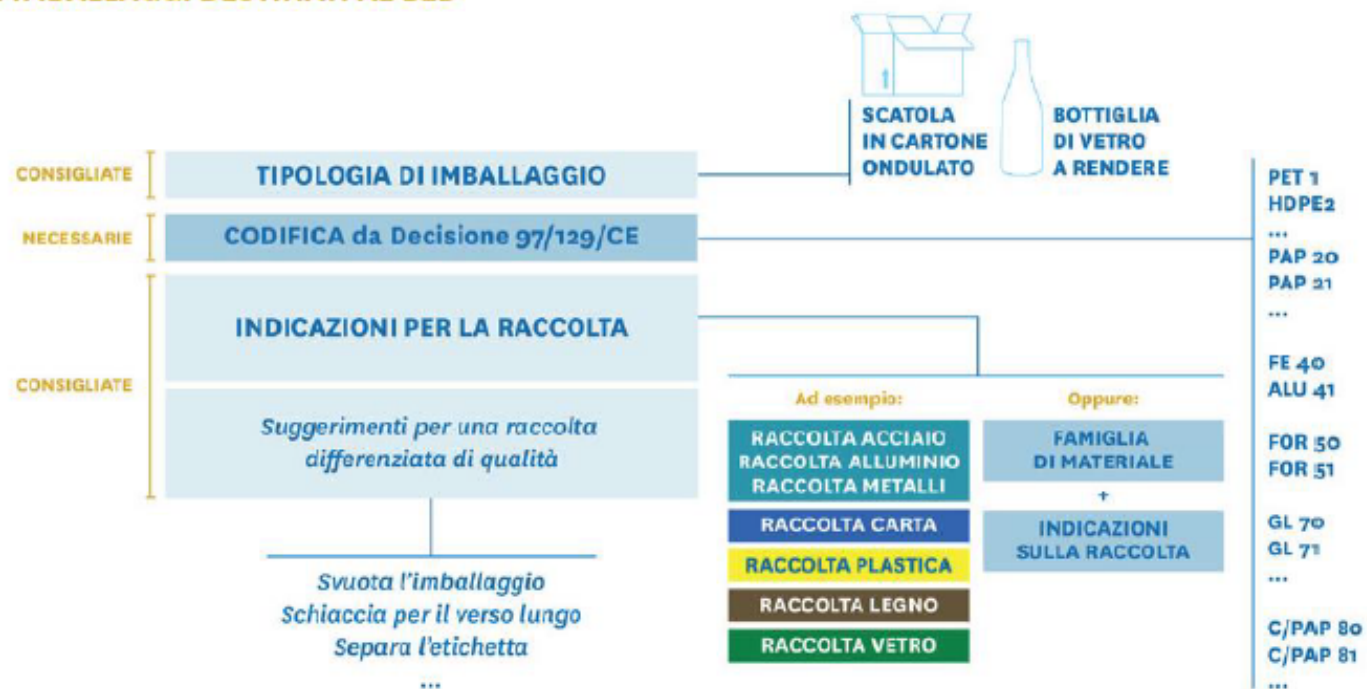 SCATOLA
IN CARTONE
ONDULATO
BOTTIGLIA
DI VETRO
A RENDERE
CONSIGLIATE
TIPOLOGIA DI IMBALLAGGIO
NECESSARIE
CODIFICA da Decisione 97/129/CE
PET 1
HDPE2
...
PAP 20
PAP 21
...
FE 40
ALU 41
FOR 50
FOR 51
GL 70
GL 71
...
C/PAP 80
C/PAP 81
...
CONSIGLIATE
INDICAZIONI PER LA RACCOLTA
Suggerimenti per una raccolta
differenziata di qualità
Svuota l'imballaggio
Schiaccia per il verso lungo
Separa l'etichetta
...
Ad esempio:
RACCOLTA ACCIAIO
RACCOLTA ALLUMINIO
RACCOLTA METALLI
RACCOLTA CARTA
RACCOLTA PLASTICA
RACCOLTA LEGNO
RACCOLTA VETRO
Oppure:
FAMIGLIA
DI MATERIALE
+
INDICAZIONI
SULLA RACCOLTA